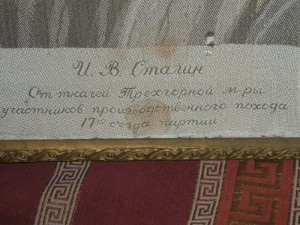 И. В. Сталин
От ткачей Трехгорной м-ры
участников производственного похода
17го съезда партии